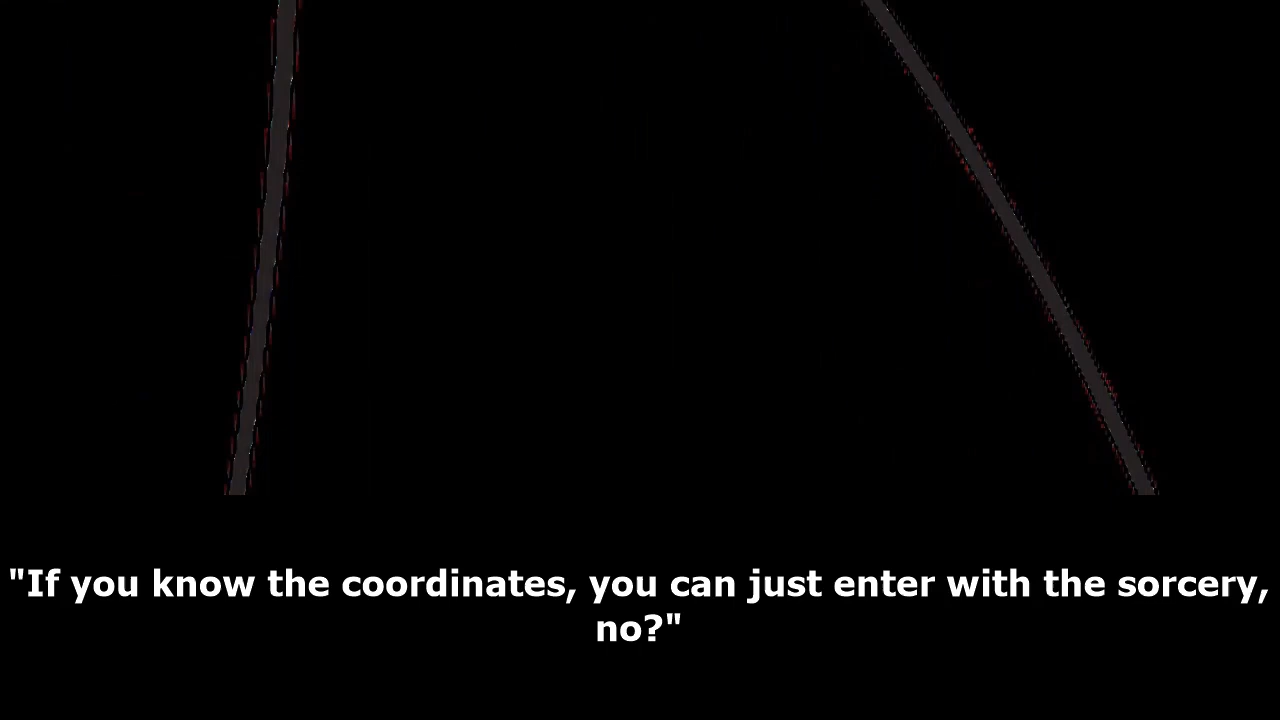 "If you know the coordinates, you can just enter with the sorcery,
no?"